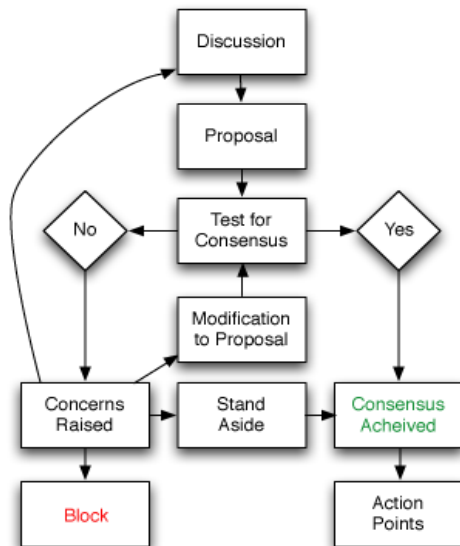 Discussion
Proposal
No
Test for
Consensus
Yes
Modification
to Proposal
Concerns
Raised
Stand
Aside
Consensus
Acheived
Block
Action
Points